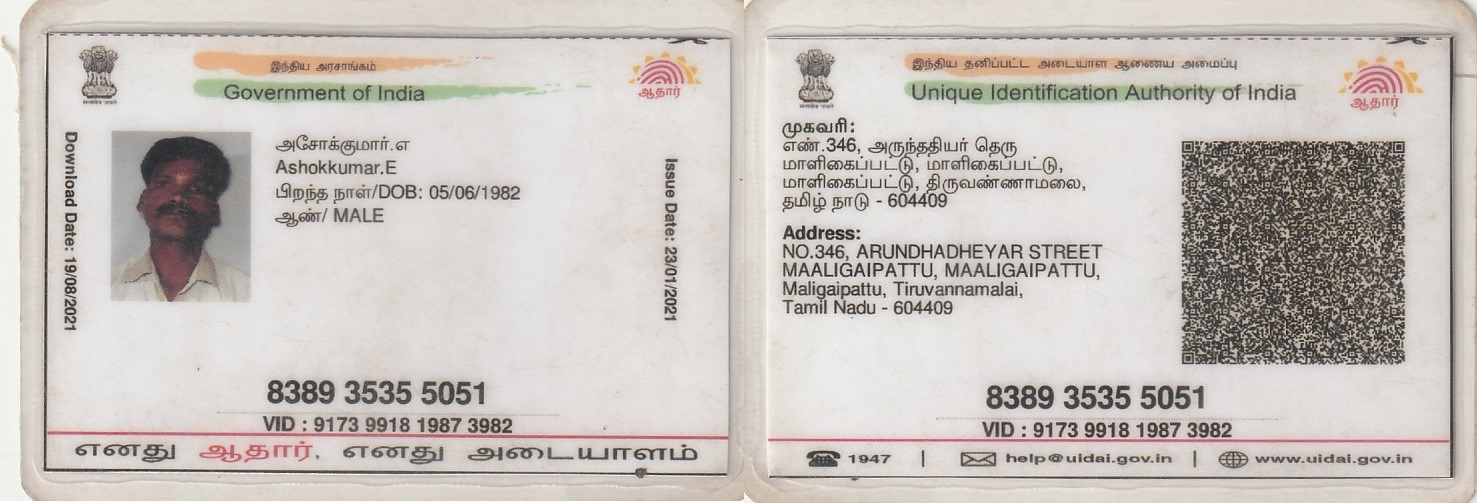 இந்திய அரசாங்கம்
Government of India
ஆதார்
Download Date: 19/08/2021
அசோக்குமார்.எ
Ashokkumar.E
பிறந்த நாள்/DOB: 05/06/1982
ஆண்/ MALE
Issue Date: 23/01/2021
8389 3535 5051
VID : 9173 9918 1987 3982
எனது ஆதார், எனது அடையாளம்
இந்திய தனிப்பட்ட அடையாள ஆணைய அமைப்பு
Unique Identification Authority of India
ஆதார்
முகவரி:
எண்.346, அருந்ததியர் தெரு
மாளிகைப்பட்டு, மாளிகைப்பட்டு,
மாளிகைப்பட்டு, திருவண்ணாமலை,
தமிழ் நாடு - 604409
Address:
NO.346, ARUNDHADHEYAR STREET
MAALIGAIPATTU, MAALIGAIPATTU,
Maligaipattu, Tiruvannamalai,
Tamil Nadu - 604409
8389 3535 5051
VID : 9173 9918 1987 3982
1947 | help@uidai.gov.in | www.uidai.gov.in